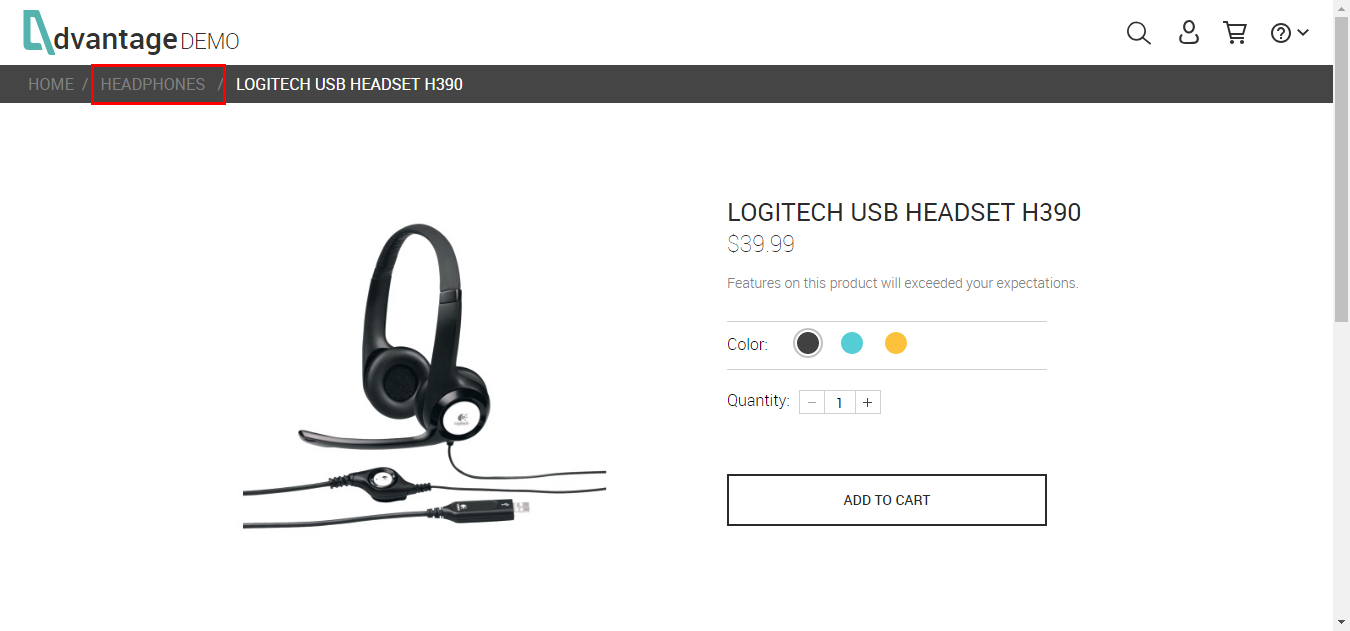 dvantage DEMO
HOME / HEADPHONES / LOGITECH USB HEADSET H390
LOGITECH USB HEADSET H390
$39.99
Features on this product will exceeded your expectations.
Color:
Quantity: − 1 +
ADD TO CART